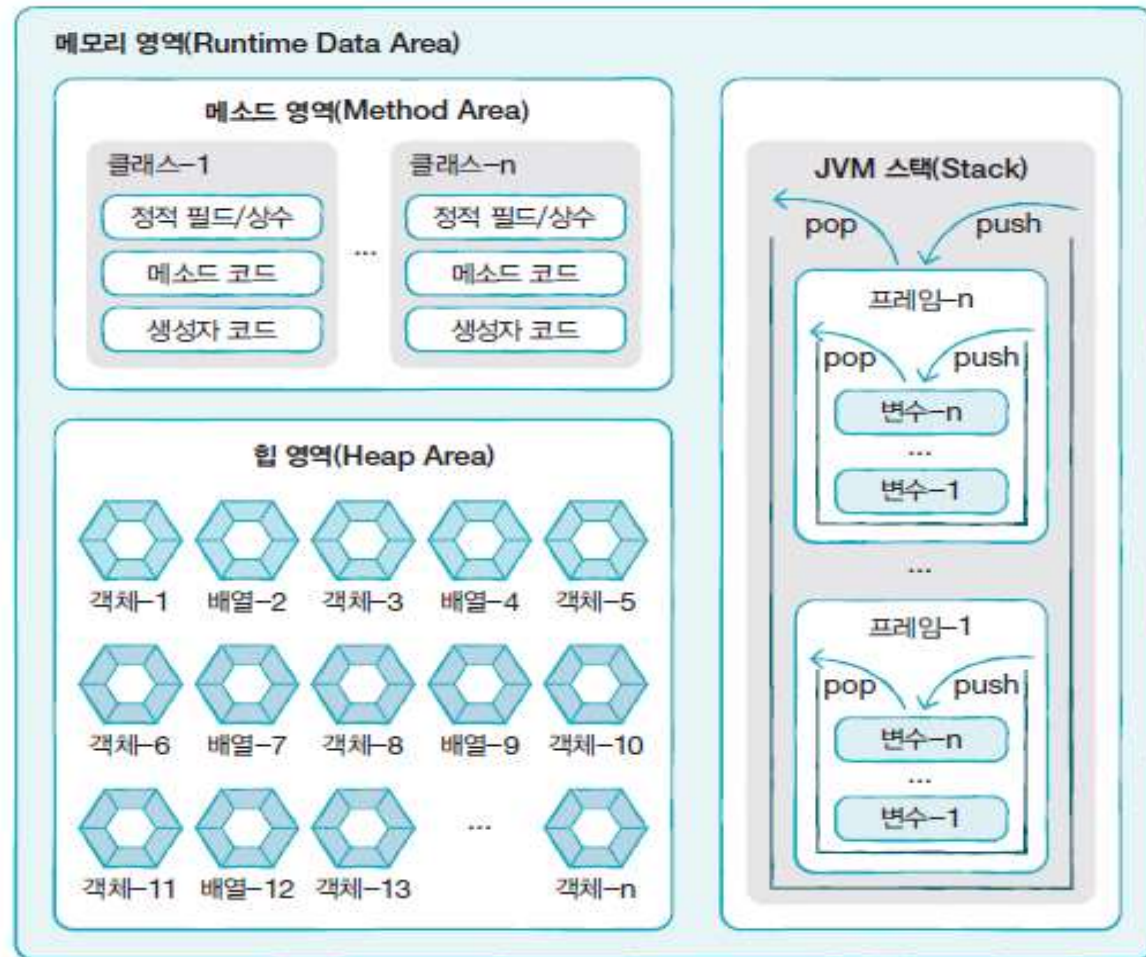 메모리 영역(Runtime Data Area)
메소드 영역(Method Area)
클래스-1
정적 필드/상수
메소드 코드
생성자 코드
...
클래스-n
정적 필드/상수
메소드 코드
생성자 코드
힙 영역(Heap Area)
객체-1 배열-2 객체-3 배열-4 객체-5
객체-6 배열-7 객체-8 배열-9 객체-10
...
객체-11 배열-12 객체-13 객체-n
JVM 스택(Stack)
pop push
프레임-n
pop push
변수-n
...
변수-1
...
프레임-1
pop push
변수-n
...
변수-1